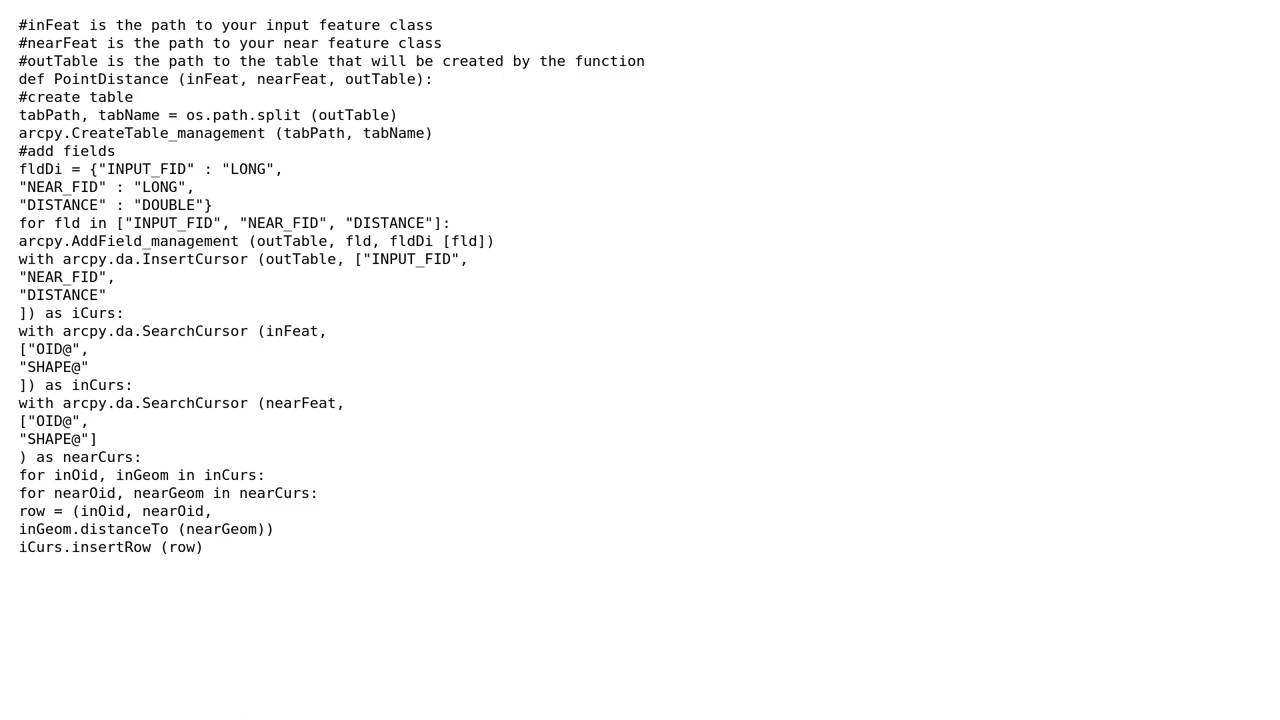 #inFeat is the path to your input feature class
#nearFeat is the path to your near feature class
#outTable is the path to the table that will be created by the function
def PointDistance (inFeat, nearFeat, outTable):
#create table
tabPath, tabName = os.path.split (outTable)
arcpy.CreateTable_management (tabPath, tabName)
#add fields
fldDi = {"INPUT_FID" : "LONG",
"NEAR_FID" : "LONG",
"DISTANCE" : "DOUBLE"}
for fld in ["INPUT_FID", "NEAR_FID", "DISTANCE"]:
arcpy.AddField_management (outTable, fld, fldDi [fld])
with arcpy.da.InsertCursor (outTable, ["INPUT_FID",
"NEAR_FID",
"DISTANCE"
]) as iCurs:
with arcpy.da.SearchCursor (inFeat,
["OID@",
"SHAPE@"
]) as inCurs:
with arcpy.da.SearchCursor (nearFeat,
["OID@",
"SHAPE@"]
) as nearCurs:
for inOid, inGeom in inCurs:
for nearOid, nearGeom in nearCurs:
row = (inOid, nearOid,
inGeom.distanceTo (nearGeom))
iCurs.insertRow (row)